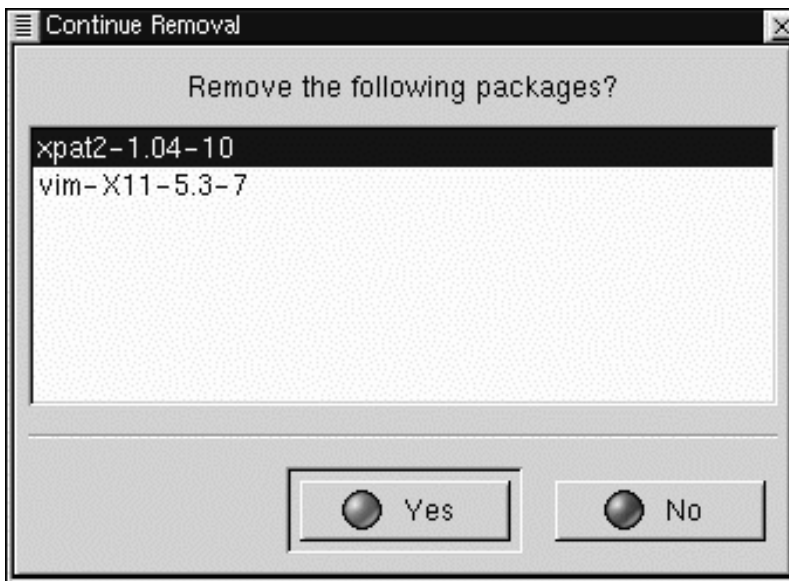 Continue Removal
Remove the following packages?
xpat2-1.04-10
vim-X11-5.3-7
Yes
No